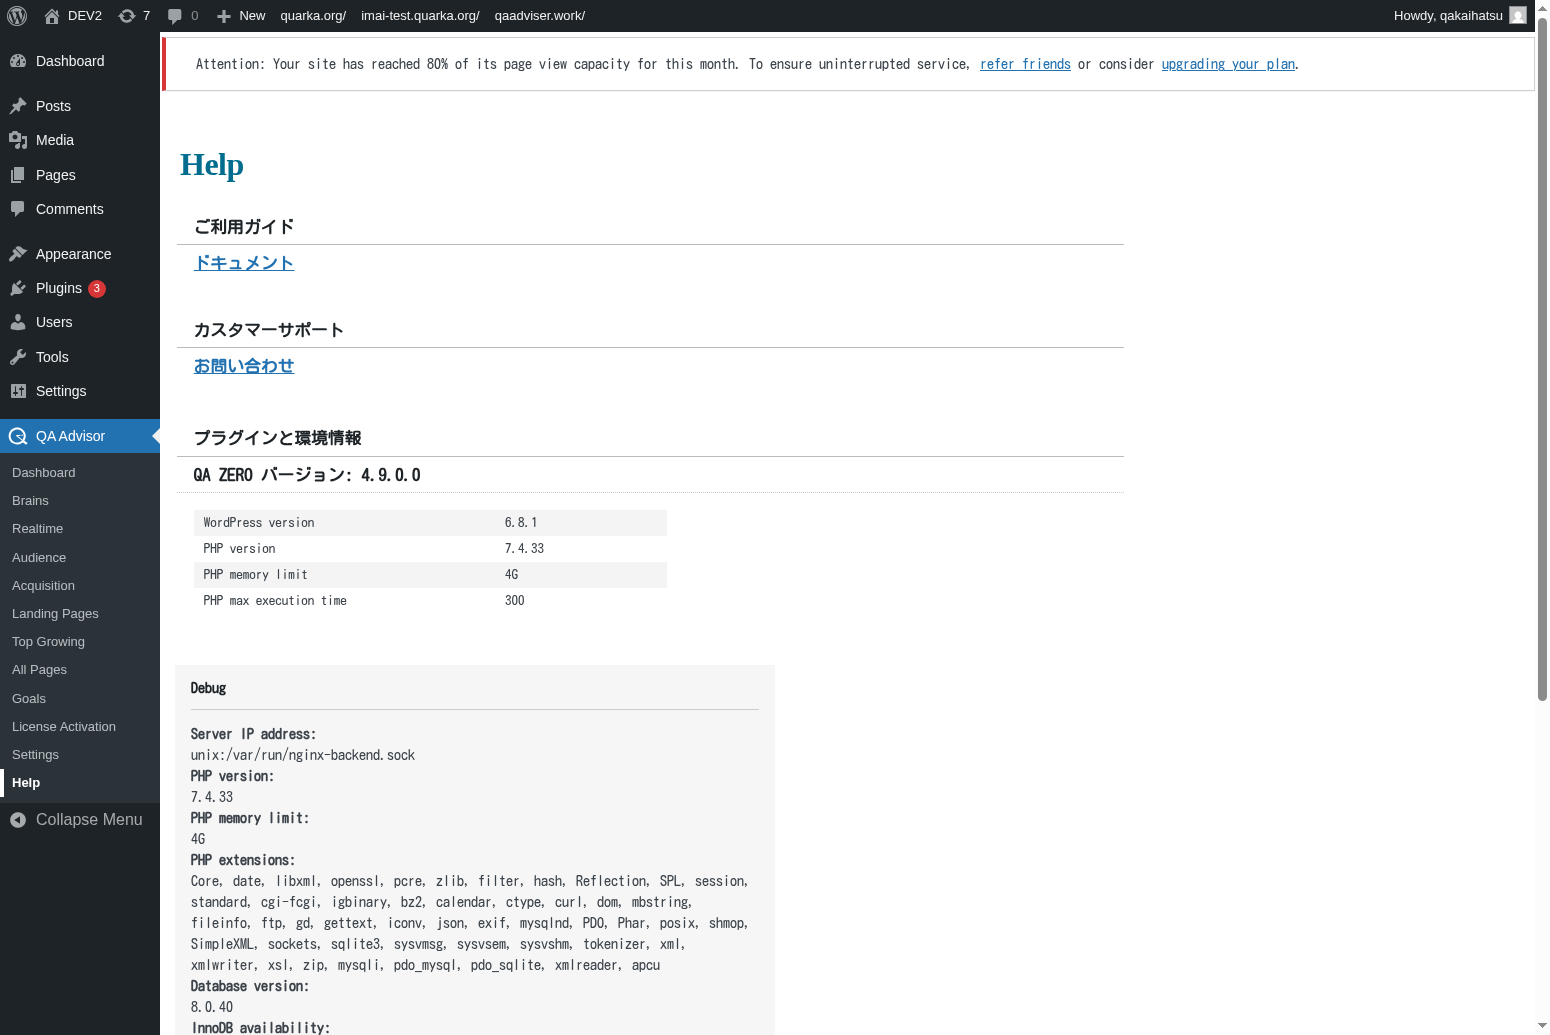 DEV2 7 0 New quarka.org/ imai-test.quarka.org/ qaadviser.work/ Howdy, qakaihatsu
Dashboard
Posts
Media
Pages
Comments
Appearance
Plugins 3
Users
Tools
Settings
QA Advisor
Dashboard
Brains
Realtime
Audience
Acquisition
Landing Pages
Top Growing
All Pages
Goals
License Activation
Settings
Help
Collapse Menu
Attention: Your site has reached 80% of its page view capacity for this month. To ensure uninterrupted service, refer friends or consider upgrading your plan.
Help
ご利用ガイド
ドキュメント
カスタマーサポート
お問い合わせ
プラグインと環境情報
QA ZERO バージョン: 4.9.0.0
WordPress version 6.8.1
PHP version 7.4.33
PHP memory limit 4G
PHP max execution time 300
Debug
Server IP address:
unix:/var/run/nginx-backend.sock
PHP version:
7.4.33
PHP memory limit:
4G
PHP extensions:
Core, date, libxml, openssl, pcre, zlib, filter, hash, Reflection, SPL, session,
standard, cgi-fcgi, igbinary, bz2, calendar, ctype, curl, dom, mbstring,
fileinfo, ftp, gd, gettext, iconv, json, exif, mysqlnd, PDO, Phar, posix, shmop,
SimpleXML, sockets, sqlite3, sysvmsg, sysvsem, sysvshm, tokenizer, xml,
xmlwriter, xsl, zip, mysqli, pdo_mysql, pdo_sqlite, xmlreader, apcu
Database version:
8.0.40
InnoDB availability: